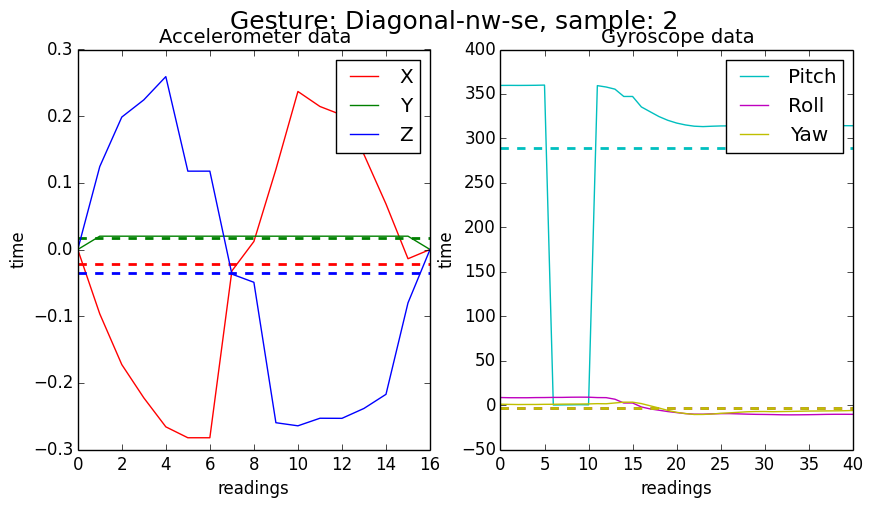 Gesture: Diagonal-nw-se, sample: 2
Accelerometer data
0.3
0.2
0.1
0.0
−0.1
−0.2
−0.3
time
0 2 4 6 8 10 12 14 16
readings
X
Y
Z
Gyroscope data
400
350
300
250
200
150
100
50
0
−50
time
0 5 10 15 20 25 30 35 40
readings
Pitch
Roll
Yaw